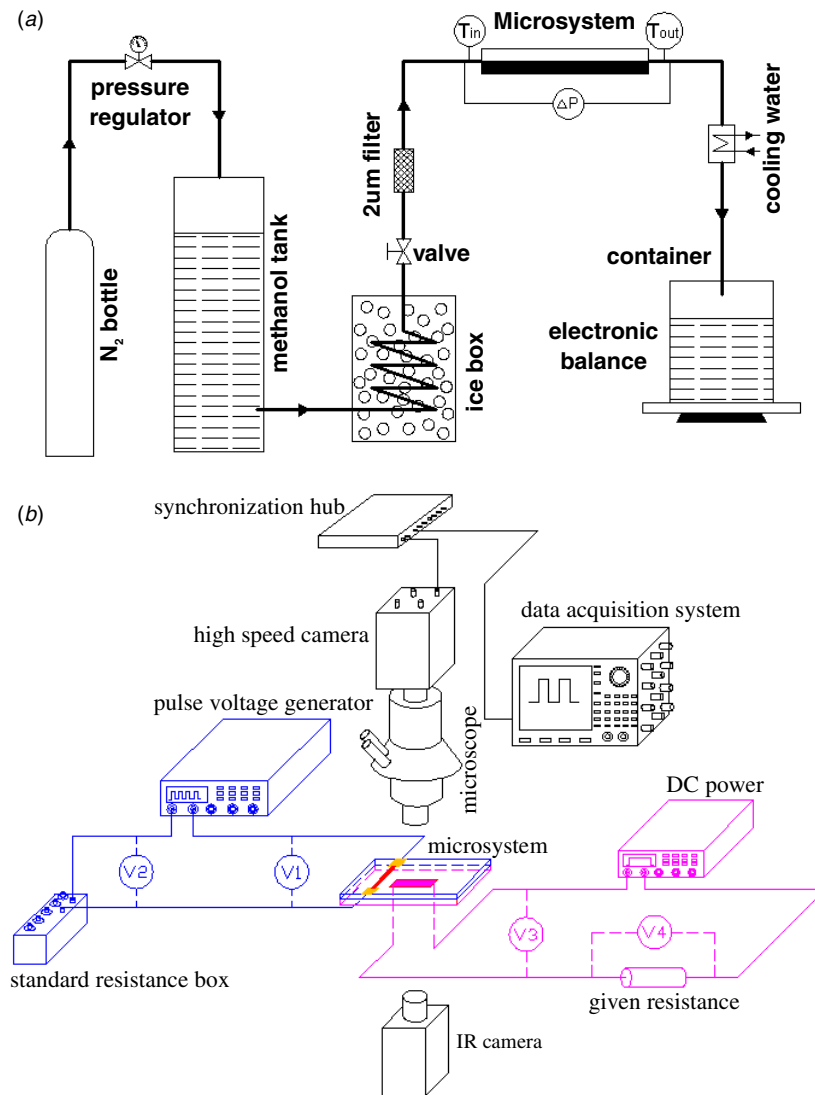 (a)
Microsystem
Tin
Tout
pressure
regulator
ΔP
2um filter
cooling water
methanol tank
valve
container
N2 bottle
ice box
electronic
balance
(b)
synchronization hub
high speed camera
data acquisition system
pulse voltage generator
microscope
DC power
microsystem
V2
V1
V3
V4
standard resistance box
given resistance
IR camera